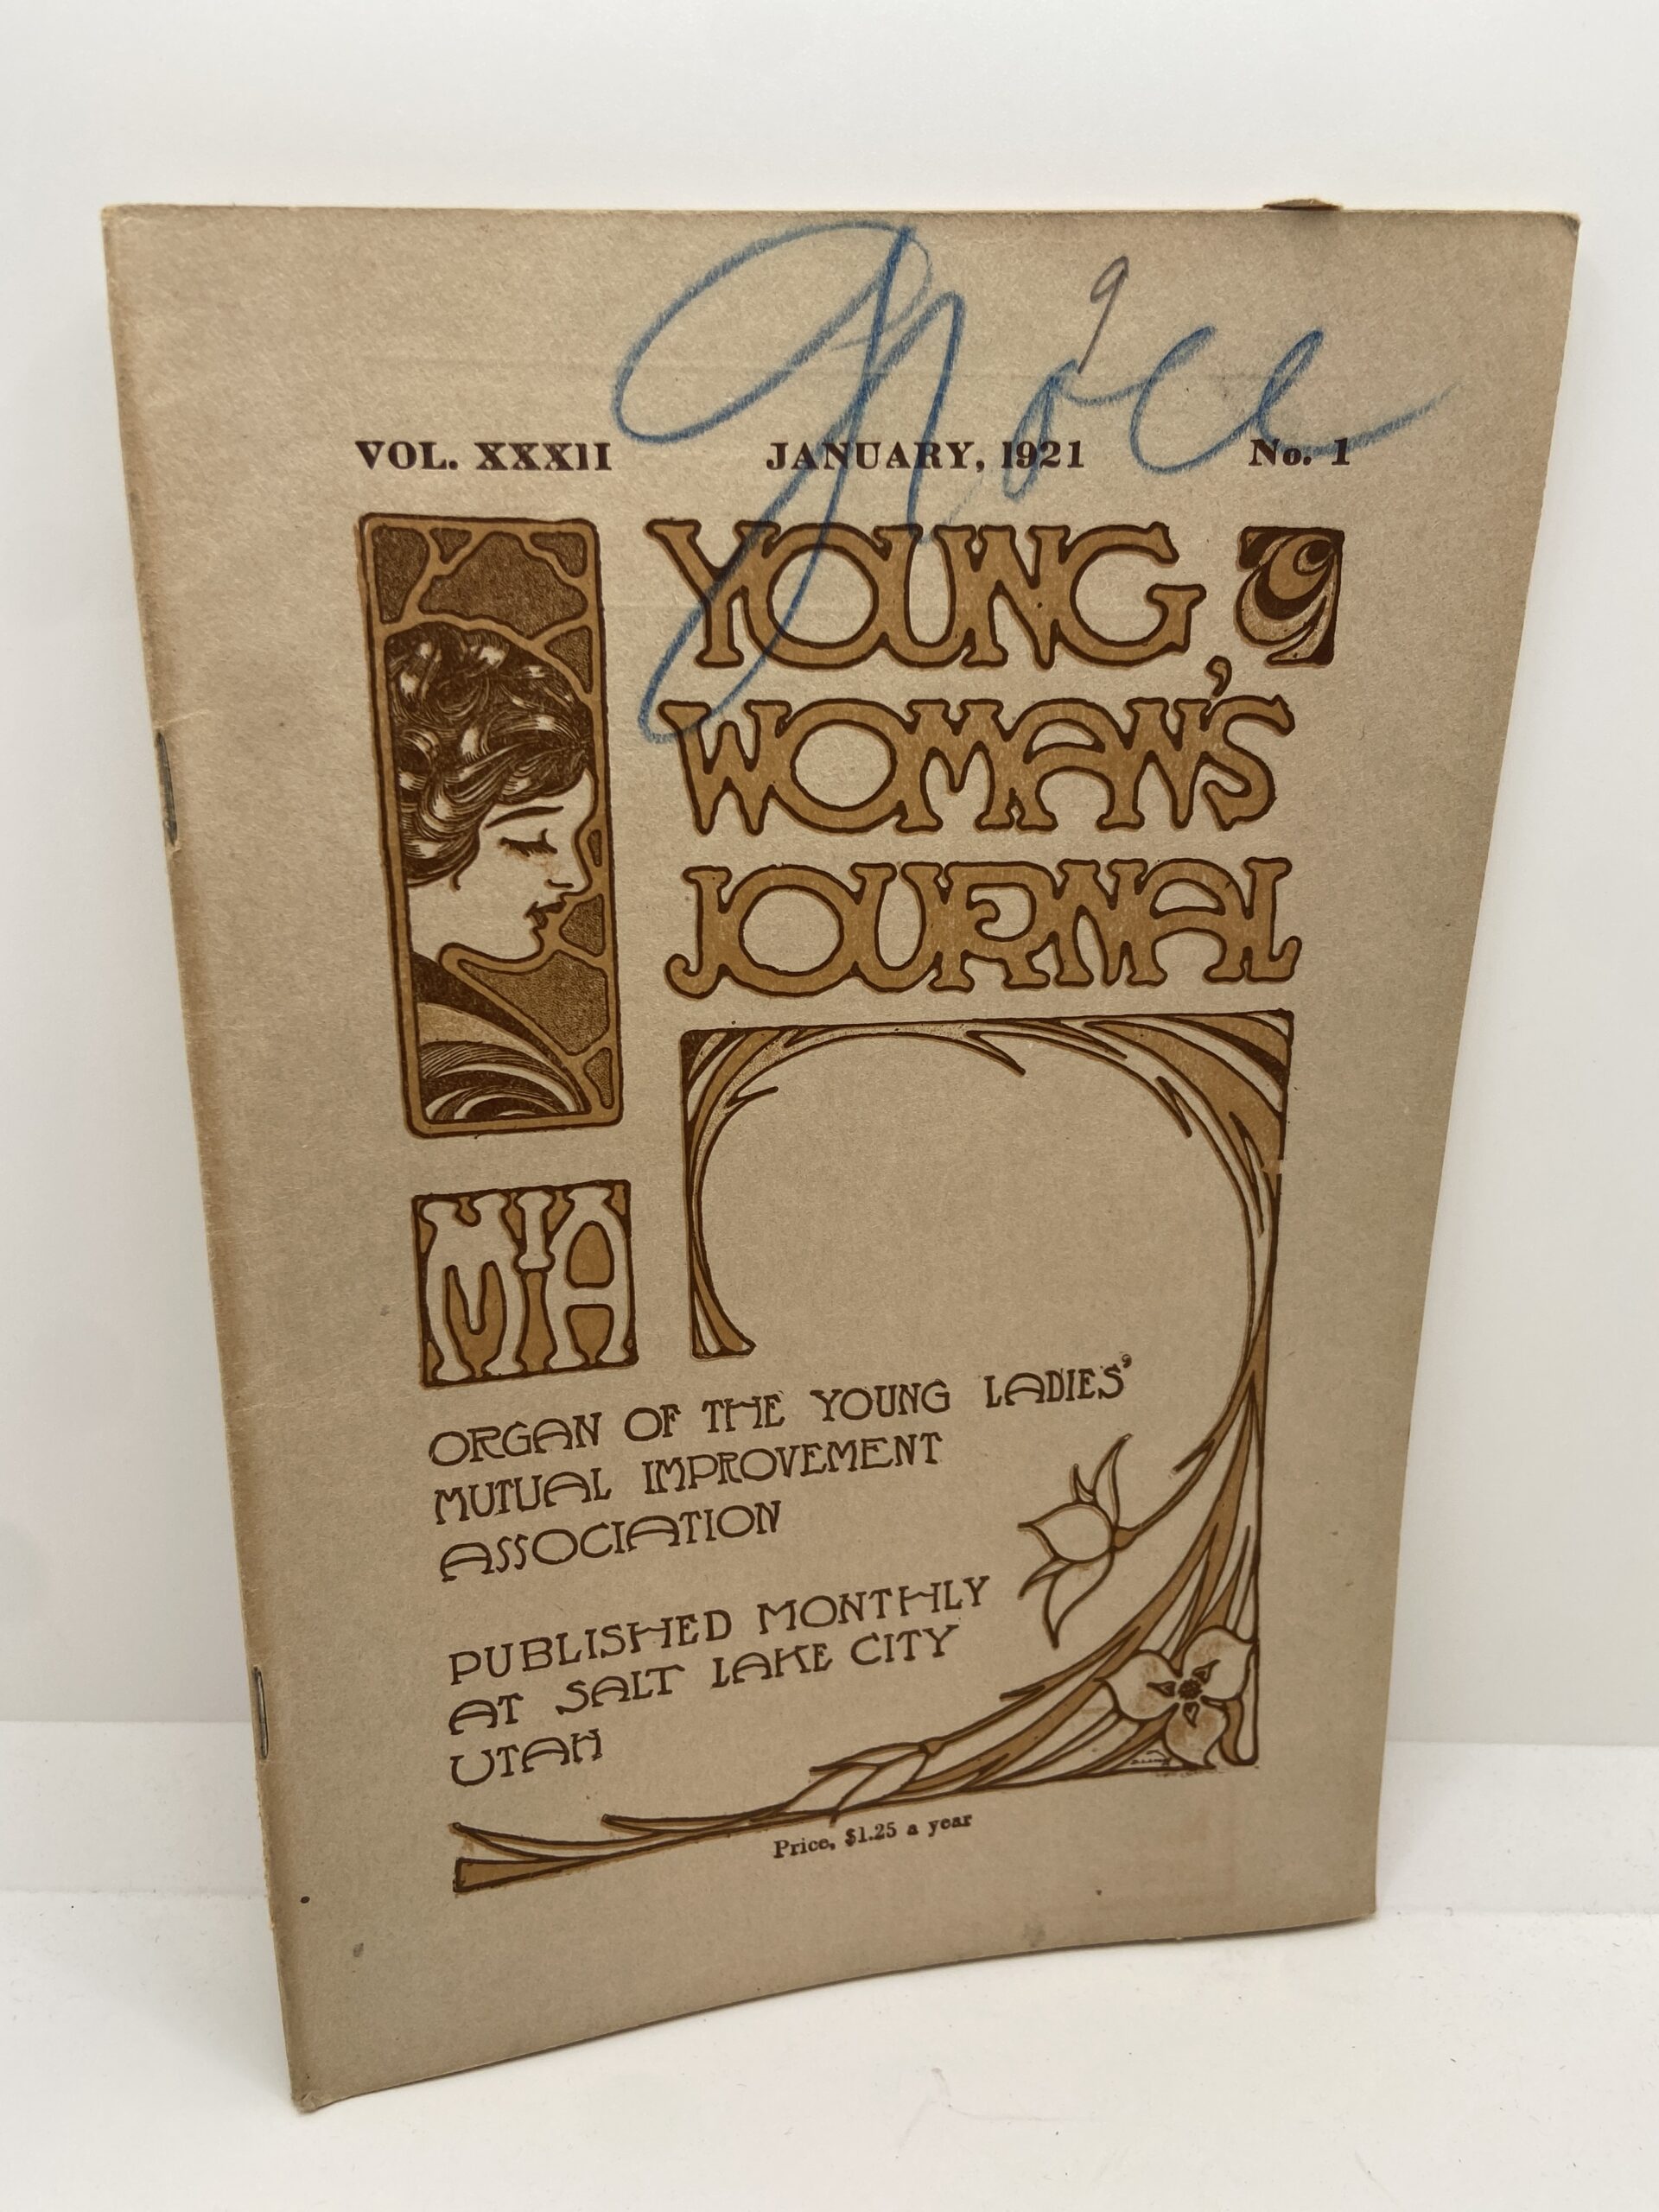 9
VOL. XXXII JANUARY, 1921 No. 1
YOUNG
WOMAN'S
JOURNAL
MIA
ORGAN OF THE YOUNG LADIES'
MUTUAL IMPROVEMENT
ASSOCIATION
PUBLISHED MONTHLY
AT SALT LAKE CITY
UTAH
Price, $1.25 a year